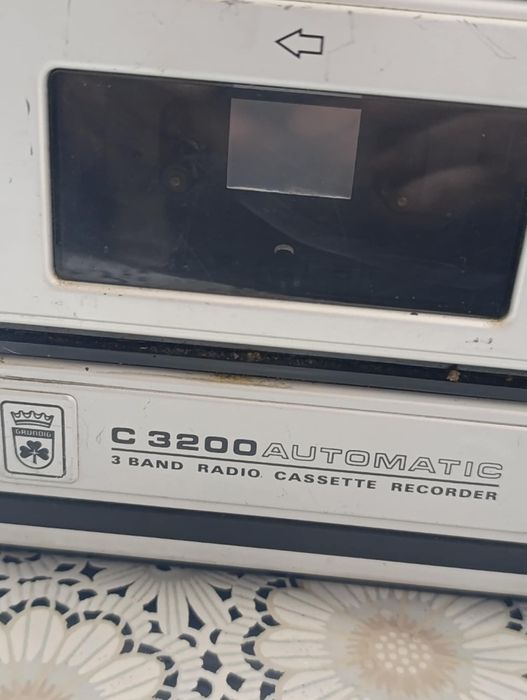 GRUNDIG
C 3200 AUTOMATIC
3 BAND RADIO CASSETTE RECORDER